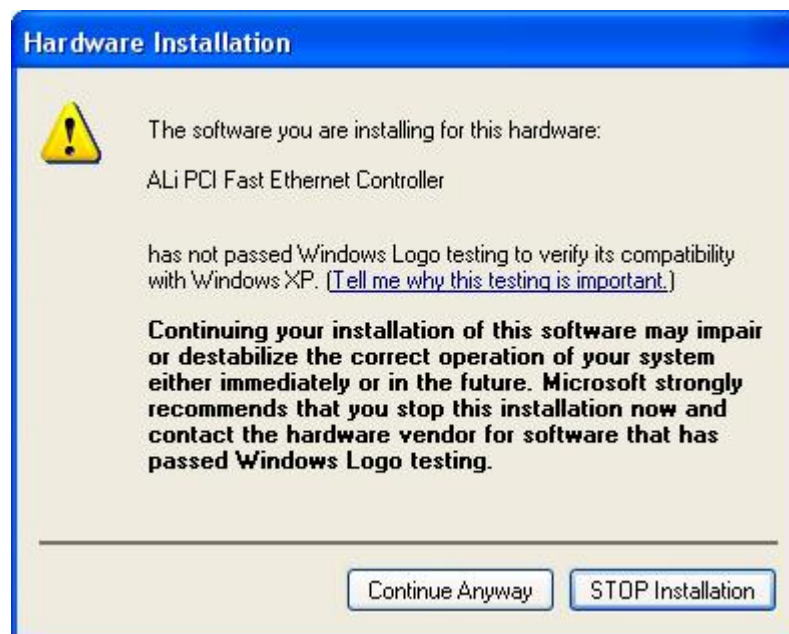 Hardware Installation
The software you are installing for this hardware:
ALi PCI Fast Ethernet Controller
has not passed Windows Logo testing to verify its compatibility
with Windows XP. (Tell me why this testing is important.)
Continuing your installation of this software may impair
or destabilize the correct operation of your system
either immediately or in the future. Microsoft strongly
recommends that you stop this installation now and
contact the hardware vendor for software that has
passed Windows Logo testing.
Continue Anyway STOP Installation